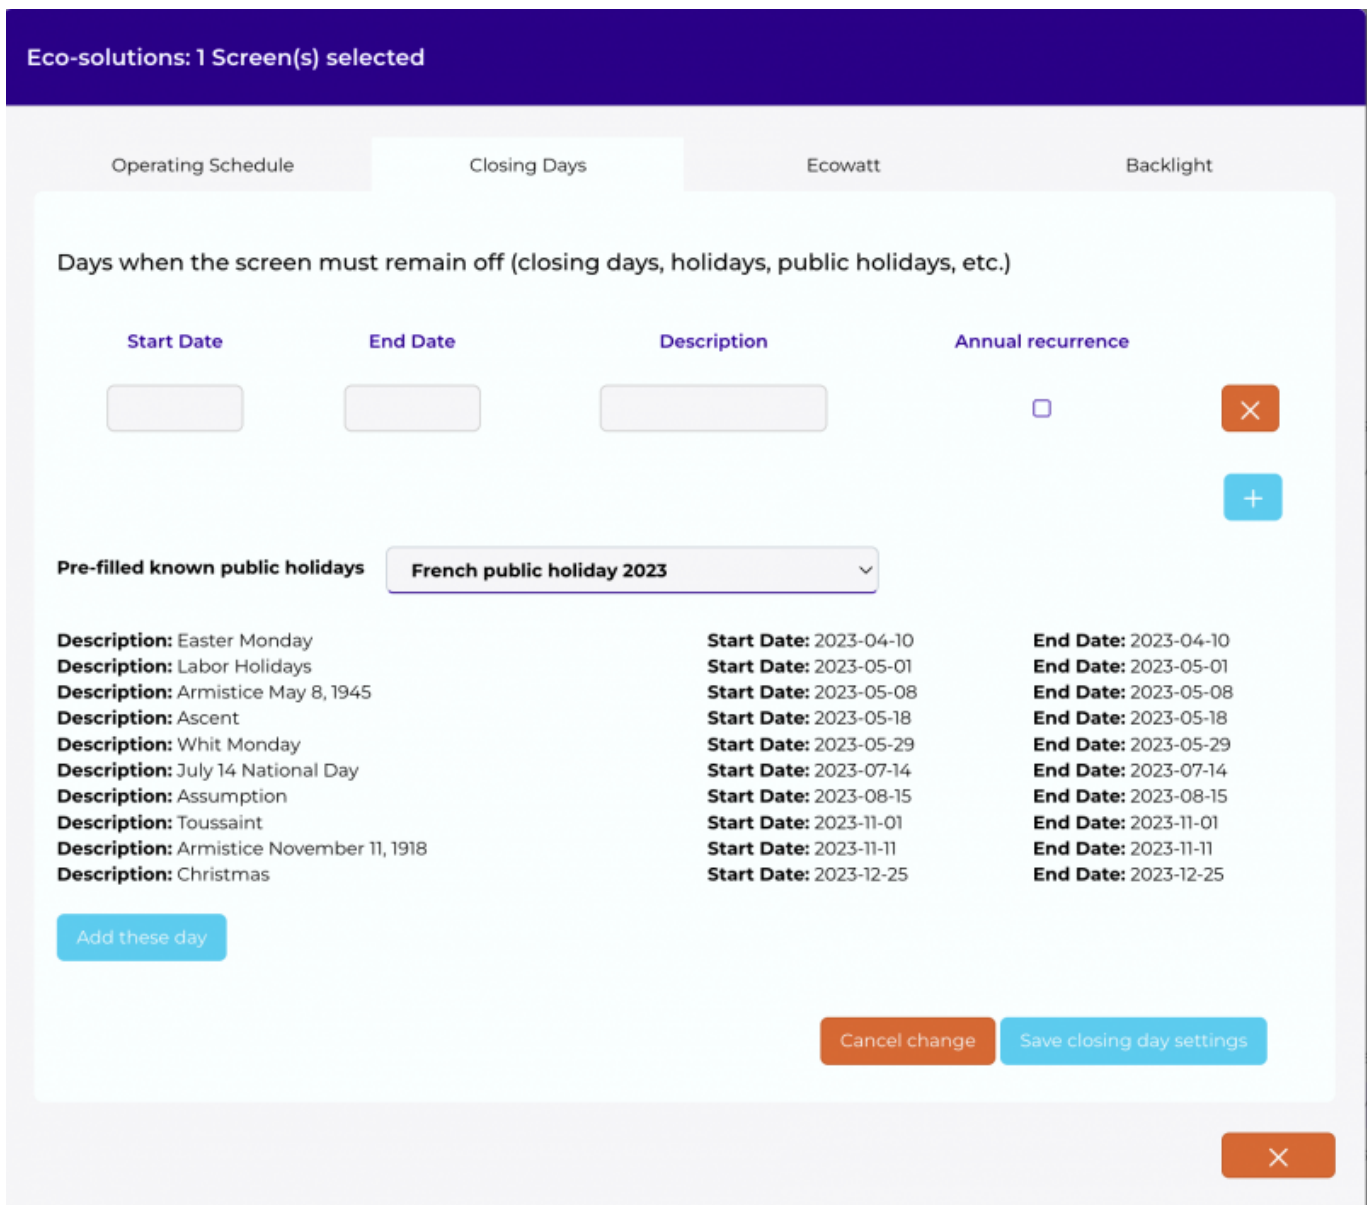 Eco-solutions: 1 Screen(s) selected
Operating Schedule Closing Days Ecowatt Backlight
Days when the screen must remain off (closing days, holidays, public holidays, etc.)
Start Date End Date Description Annual recurrence
Pre-filled known public holidays French public holiday 2023
Description: Easter Monday Start Date: 2023-04-10 End Date: 2023-04-10
Description: Labor Holidays Start Date: 2023-05-01 End Date: 2023-05-01
Description: Armistice May 8, 1945 Start Date: 2023-05-08 End Date: 2023-05-08
Description: Ascent Start Date: 2023-05-18 End Date: 2023-05-18
Description: Whit Monday Start Date: 2023-05-29 End Date: 2023-05-29
Description: July 14 National Day Start Date: 2023-07-14 End Date: 2023-07-14
Description: Assumption Start Date: 2023-08-15 End Date: 2023-08-15
Description: Toussaint Start Date: 2023-11-01 End Date: 2023-11-01
Description: Armistice November 11, 1918 Start Date: 2023-11-11 End Date: 2023-11-11
Description: Christmas Start Date: 2023-12-25 End Date: 2023-12-25
Add these day
Cancel change Save closing day settings